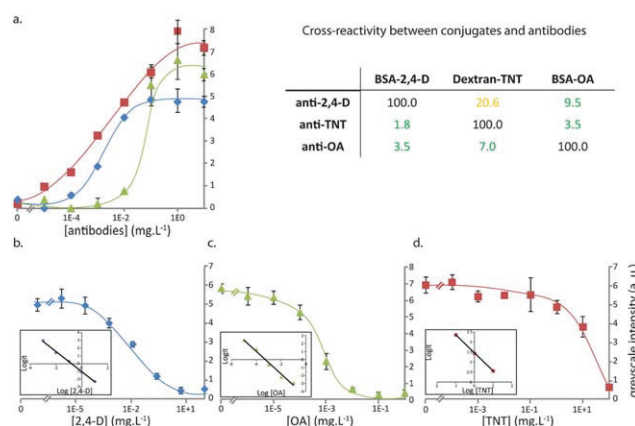 a.
8
7
6
5
4
3
2
1
0
0 1E-4 1E-2 1E0
[antibodies] (mg.L⁻¹)
Cross-reactivity between conjugates and antibodies
BSA-2,4-D Dextran-TNT BSA-OA
anti-2,4-D 100.0 20.6 9.5
anti-TNT 1.8 100.0 3.5
anti-OA 3.5 7.0 100.0
b.
7
6
5
4
3
2
1
0
Logit
Log [2,4-D]
0 1E-5 1E-2 1E+1
[2,4-D] (mg.L⁻¹)
c.
7
6
5
4
3
2
1
0
Logit
Log [OA]
0 1E-5 1E-3 1E-1
[OA] (mg.L⁻¹)
d.
8
7
6
5
4
3
2
1
0
greyscale intensity (a.u.)
Logit
Log [TNT]
0 1E-3 1E-1 1E+1
[TNT] (mg.L⁻¹)